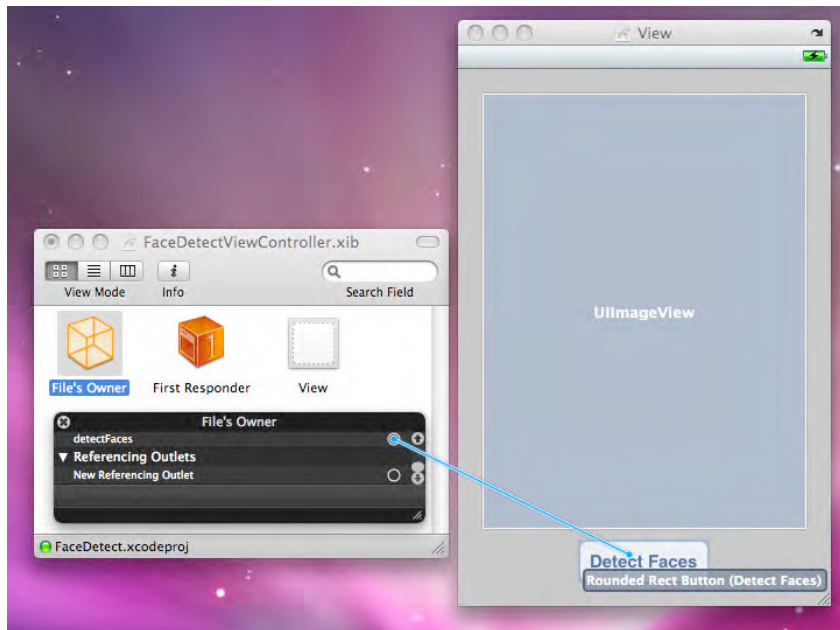 View
FaceDetectViewController.xib
View Mode
Info
Search Field
UIImageView
File's Owner
First Responder
View
File's Owner
detectFaces
Referencing Outlets
New Referencing Outlet
FaceDetect.xcodeproj
Detect Faces
Rounded Rect Button (Detect Faces)